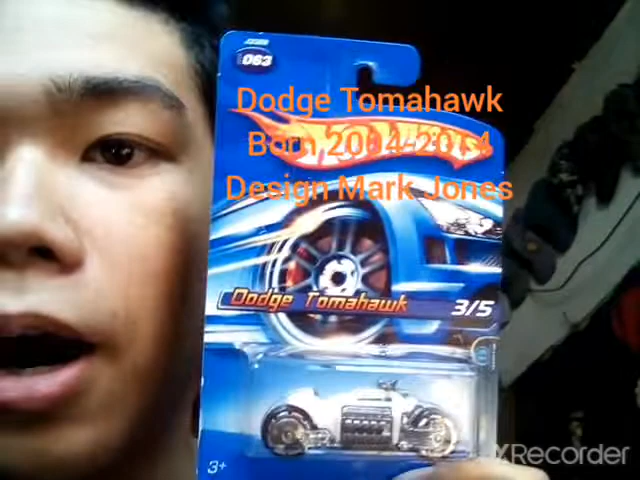 063
Dodge Tomahawk
Born 2004-2014
Design Mark Jones
Dodge Tomahawk 3/5
3+
XRecorder